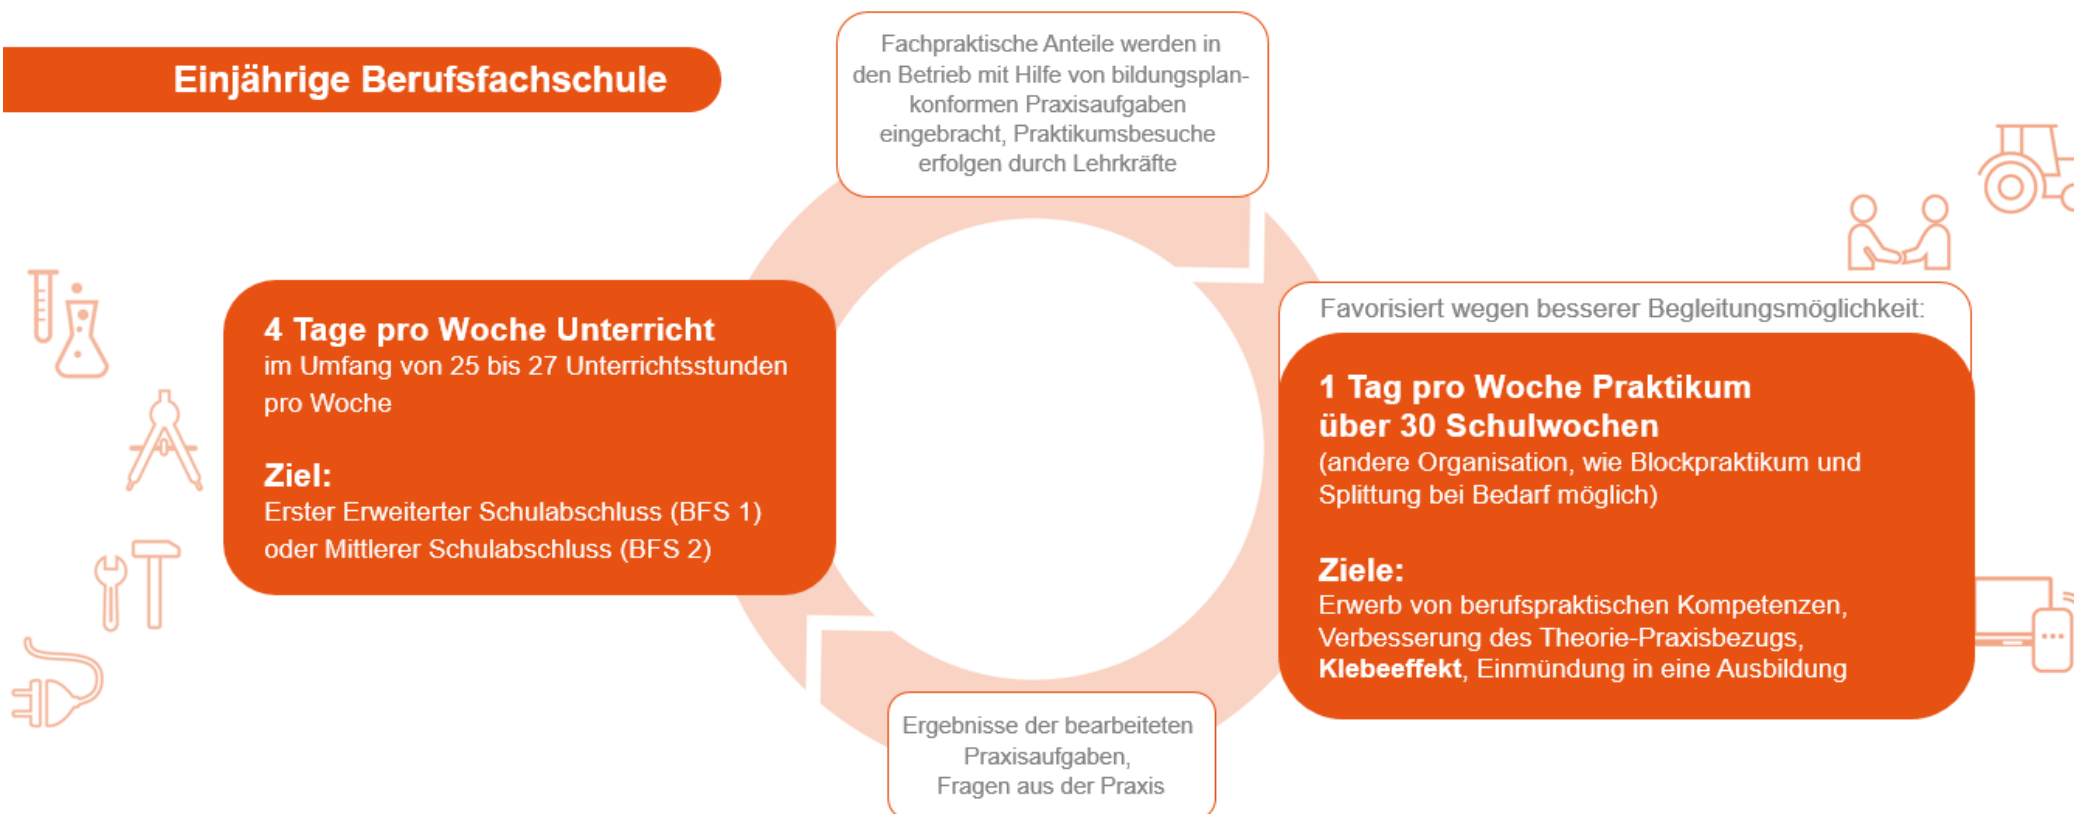 Einjährige Berufsfachschule
Fachpraktische Anteile werden in
den Betrieb mit Hilfe von bildungsplan-
konformen Praxisaufgaben
eingebracht, Praktikumsbesuche
erfolgen durch Lehrkräfte
4 Tage pro Woche Unterricht
im Umfang von 25 bis 27 Unterrichtsstunden
pro Woche
Ziel:
Erster Erweiterter Schulabschluss (BFS 1)
oder Mittlerer Schulabschluss (BFS 2)
Favorisiert wegen besserer Begleitungsmöglichkeit:
1 Tag pro Woche Praktikum
über 30 Schulwochen
(andere Organisation, wie Blockpraktikum und
Splittung bei Bedarf möglich)
Ziele:
Erwerb von berufspraktischen Kompetenzen,
Verbesserung des Theorie-Praxisbezugs,
Klebeeffekt, Einmündung in eine Ausbildung
Ergebnisse der bearbeiteten
Praxisaufgaben,
Fragen aus der Praxis